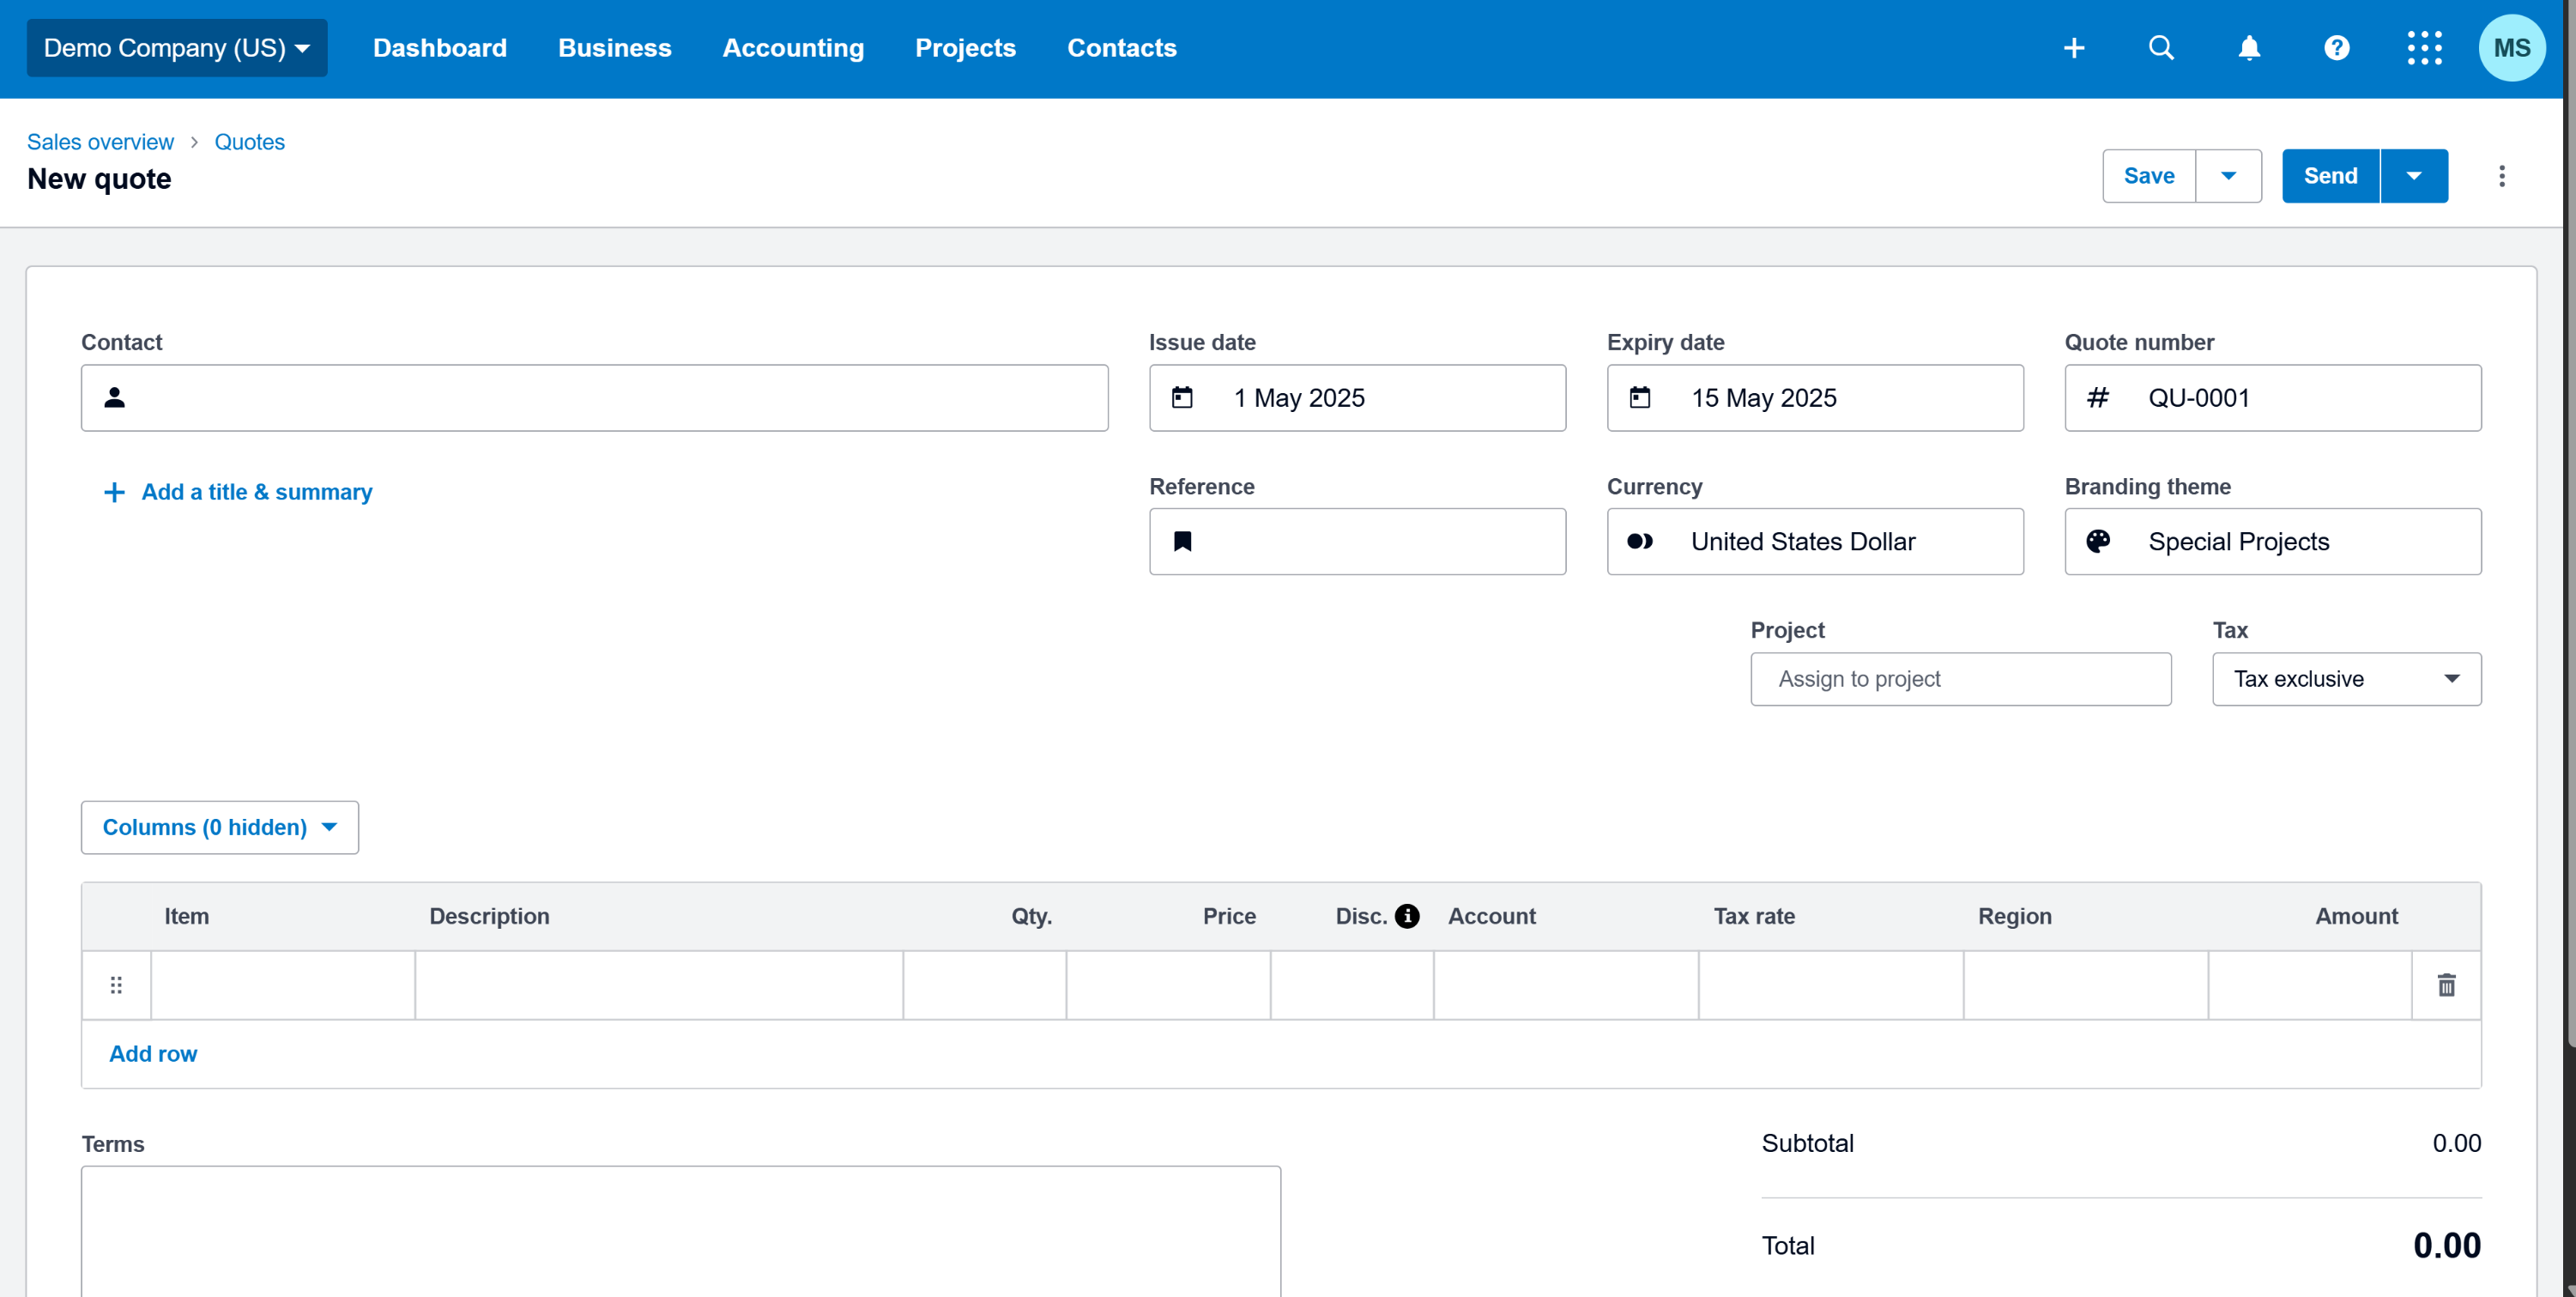 Demo Company (US) Dashboard Business Accounting Projects Contacts MS
Sales overview Quotes
New quote
Save Send
Contact Issue date Expiry date Quote number
1 May 2025 15 May 2025 # QU-0001
Add a title & summary
Reference Currency Branding theme
United States Dollar Special Projects
Project Tax
Assign to project Tax exclusive
Columns (0 hidden)
Item Description Qty. Price Disc. Account Tax rate Region Amount
Add row
Terms
Subtotal 0.00
Total 0.00